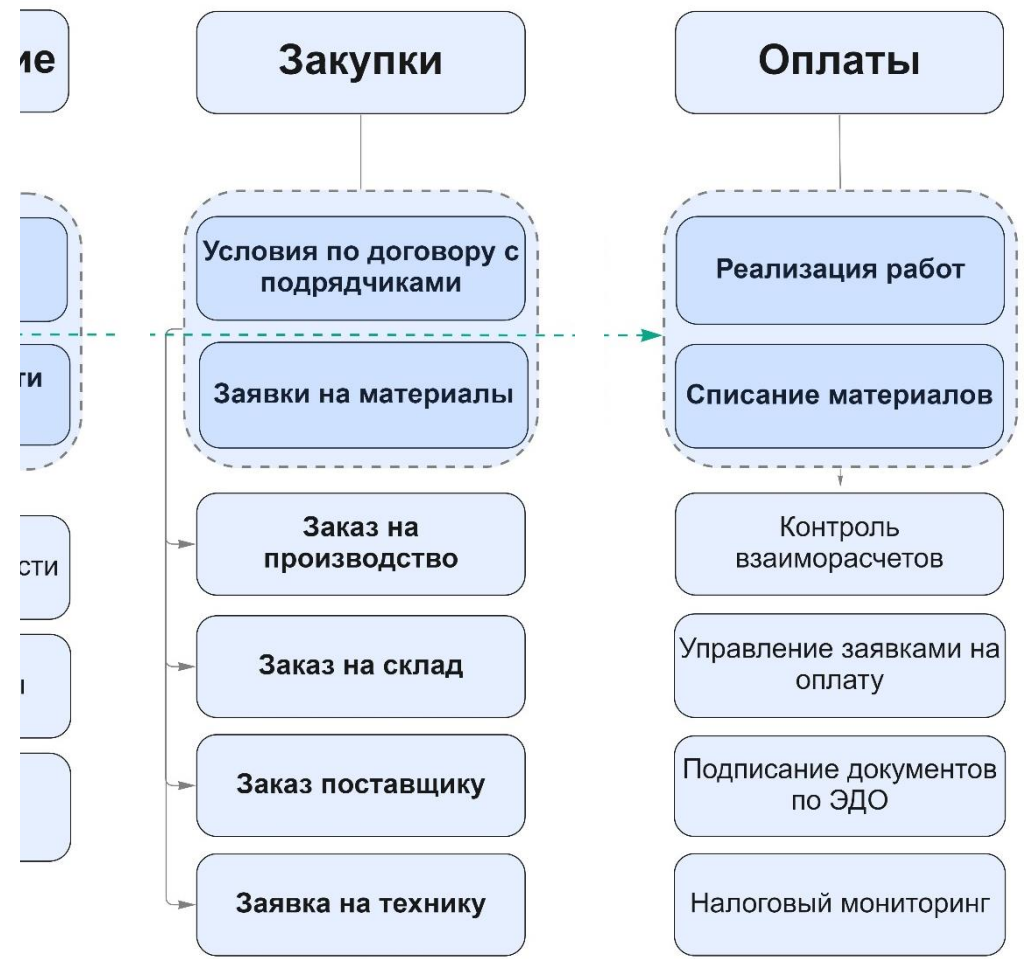 ие
ти
сти
ы
Закупки
Условия по договору с
подрядчиками
Заявки на материалы
Заказ на
производство
Заказ на склад
Заказ поставщику
Заявка на технику
Оплаты
Реализация работ
Списание материалов
Контроль
взаиморасчетов
Управление заявками на
оплату
Подписание документов
по ЭДО
Налоговый мониторинг